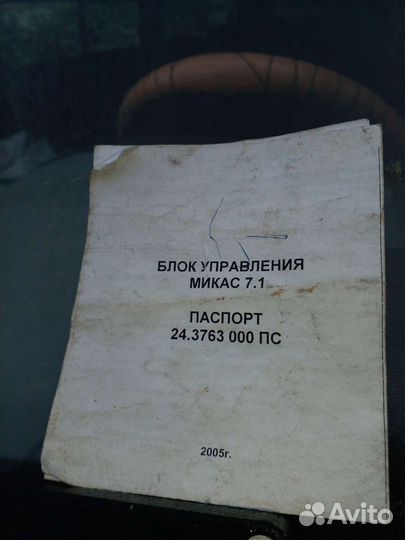 БЛОК УПРАВЛЕНИЯ
МИКАС 7.1
ПАСПОРТ
24.3763 000 ПС
2005г.
Avito